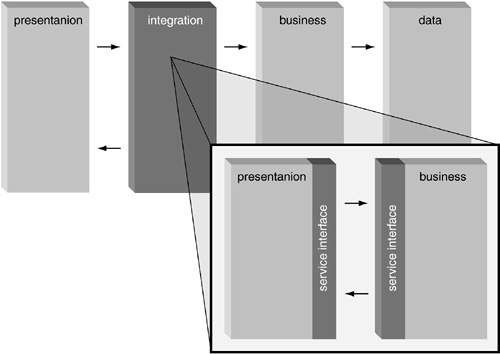 presentanion
integration
business
data
presentanion
service interface
service interface
business